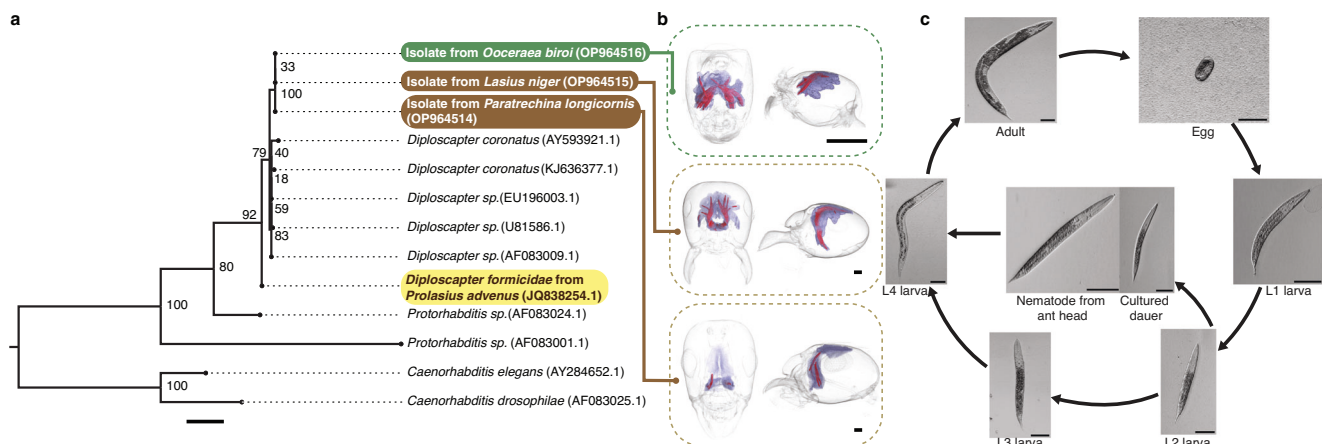 a
b
c
Isolate from Ooceraea biroi (OP964516)
33
Isolate from Lasius niger (OP964515)
100
Isolate from Paratrechina longicornis
(OP964514)
Diploscapter coronatus (AY593921.1)
79
40
Diploscapter coronatus (KJ636377.1)
18
Diploscapter sp. (EU196003.1)
92
59
Diploscapter sp. (U81586.1)
83
Diploscapter sp. (AF083009.1)
80
Diploscapter formicidae from
Prolasius advenus (JQ838254.1)
100
Protorhabditis sp. (AF083024.1)
Protorhabditis sp. (AF083001.1)
Caenorhabditis elegans (AY284652.1)
100
Caenorhabditis drosophilae (AF083025.1)
Adult
Egg
L4 larva
Nematode from
ant head
Cultured
dauer
L1 larva
L3 larva
L2 larva